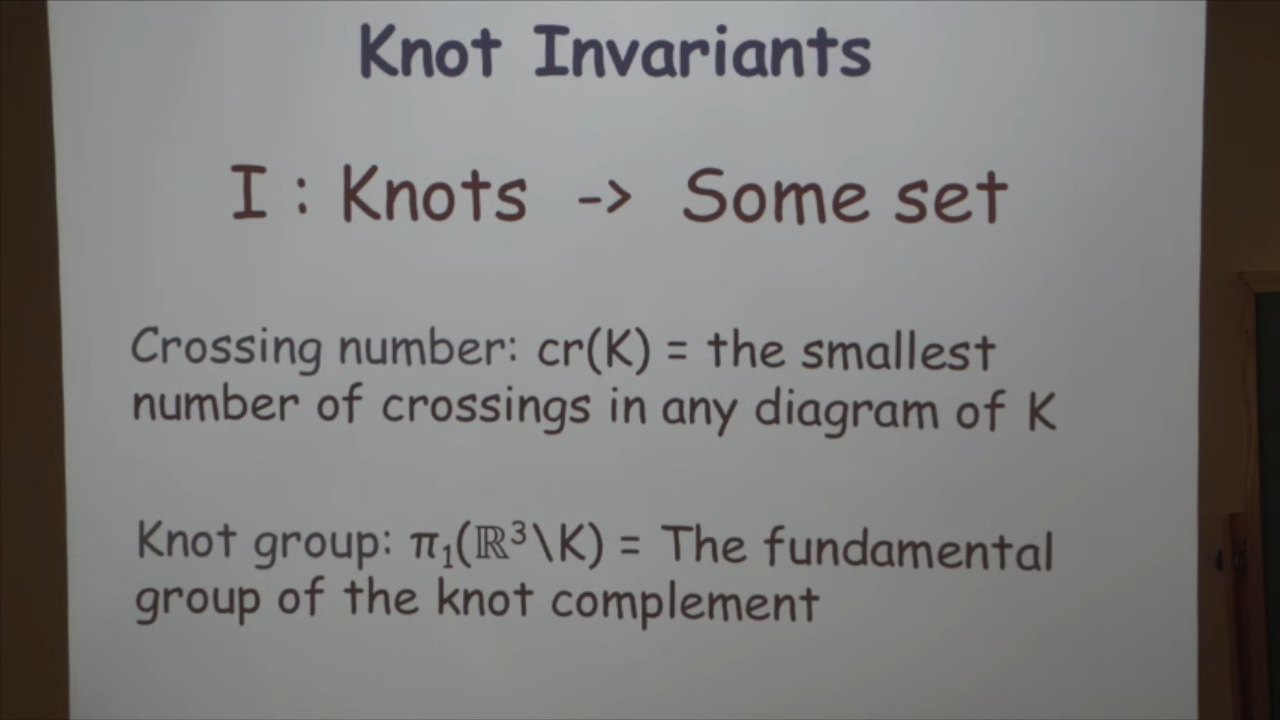 Knot Invariants
I : Knots -> Some set
Crossing number: cr(K) = the smallest
number of crossings in any diagram of K
Knot group: π₁(ℝ³\K) = The fundamental
group of the knot complement